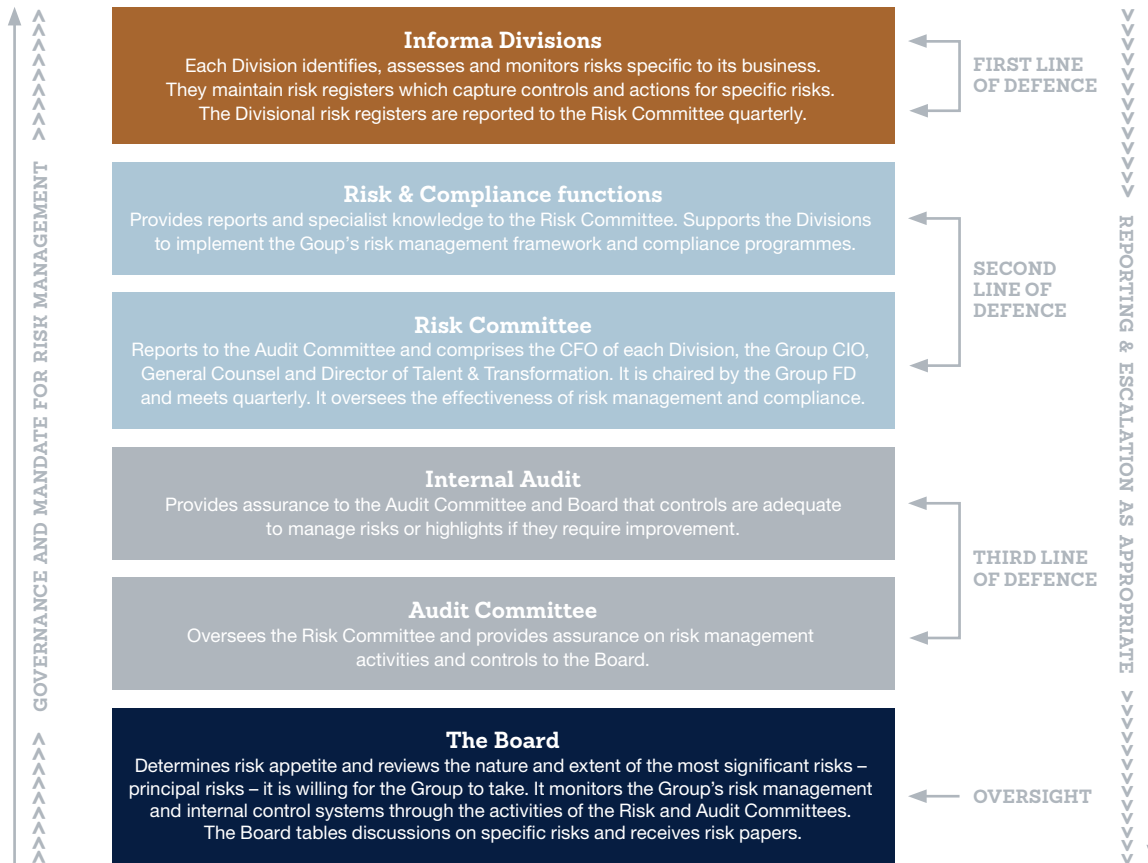 GOVERNANCE AND MANDATE FOR RISK MANAGEMENT
Informa Divisions
Each Division identifies, assesses and monitors risks specific to its business.
They maintain risk registers which capture controls and actions for specific risks.
The Divisional risk registers are reported to the Risk Committee quarterly.
FIRST LINE
OF DEFENCE
Risk & Compliance functions
Provides reports and specialist knowledge to the Risk Committee. Supports the Divisions
to implement the Goup’s risk management framework and compliance programmes.
SECOND
LINE OF
DEFENCE
Risk Committee
Reports to the Audit Committee and comprises the CFO of each Division, the Group CIO,
General Counsel and Director of Talent & Transformation. It is chaired by the Group FD
and meets quarterly. It oversees the effectiveness of risk management and compliance.
Internal Audit
Provides assurance to the Audit Committee and Board that controls are adequate
to manage risks or highlights if they require improvement.
THIRD LINE
OF DEFENCE
Audit Committee
Oversees the Risk Committee and provides assurance on risk management
activities and controls to the Board.
The Board
Determines risk appetite and reviews the nature and extent of the most significant risks –
principal risks – it is willing for the Group to take. It monitors the Group’s risk management
and internal control systems through the activities of the Risk and Audit Committees.
The Board tables discussions on specific risks and receives risk papers.
OVERSIGHT
REPORTING & ESCALATION AS APPROPRIATE